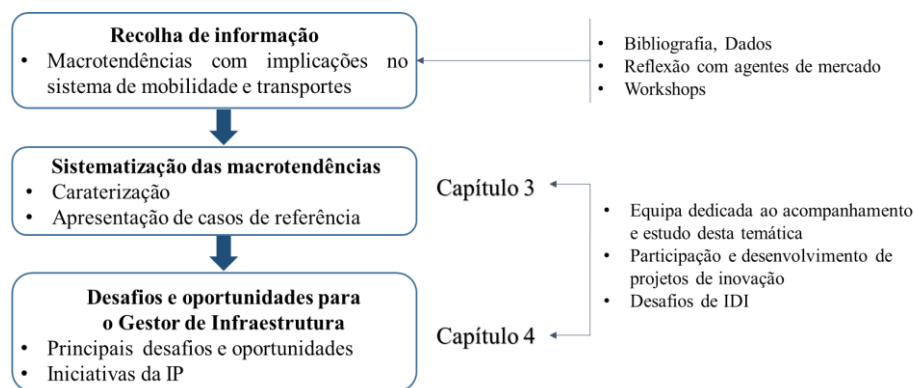 Recolha de informação
• Macrotendências com implicações no
sistema de mobilidade e transportes
• Bibliografia, Dados
• Reflexão com agentes de mercado
• Workshops
Sistematização das macrotendências
• Caraterização
• Apresentação de casos de referência
Capítulo 3
• Equipa dedicada ao acompanhamento
e estudo desta temática
• Participação e desenvolvimento de
projetos de inovação
• Desafios de IDI
Desafios e oportunidades para
o Gestor de Infraestrutura
• Principais desafios e oportunidades
• Iniciativas da IP
Capítulo 4